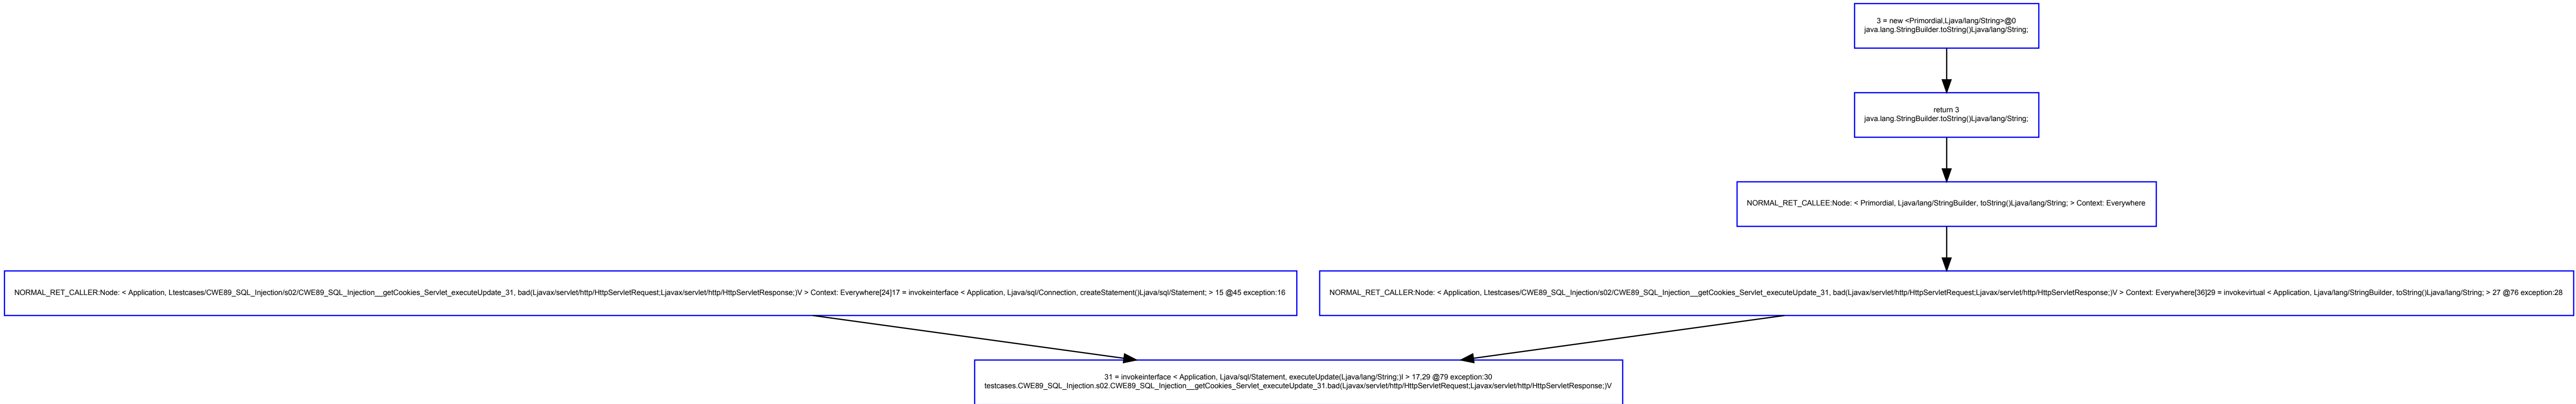 3 = new <Primordial,Ljava/lang/String>@0
java.lang.StringBuilder.toString()Ljava/lang/String;
return 3
java.lang.StringBuilder.toString()Ljava/lang/String;
NORMAL_RET_CALLEE:Node: < Primordial, Ljava/lang/StringBuilder, toString()Ljava/lang/String; > Context: Everywhere
NORMAL_RET_CALLER:Node: < Application, Ltestcases/CWE89_SQL_Injection/s02/CWE89_SQL_Injection__getCookies_Servlet_executeUpdate_31, bad(Ljavax/servlet/http/HttpServletRequest;Ljavax/servlet/http/HttpServletResponse;)V > Context: Everywhere[24]17 = invokeinterface < Application, Ljava/sql/Connection, createStatement()Ljava/sql/Statement; > 15 @45 exception:16
NORMAL_RET_CALLER:Node: < Application, Ltestcases/CWE89_SQL_Injection/s02/CWE89_SQL_Injection__getCookies_Servlet_executeUpdate_31, bad(Ljavax/servlet/http/HttpServletRequest;Ljavax/servlet/http/HttpServletResponse;)V > Context: Everywhere[36]29 = invokevirtual < Application, Ljava/lang/StringBuilder, toString()Ljava/lang/String; > 27 @76 exception:28
31 = invokeinterface < Application, Ljava/sql/Statement, executeUpdate(Ljava/lang/String;)I > 17,29 @79 exception:30
testcases.CWE89_SQL_Injection.s02.CWE89_SQL_Injection__getCookies_Servlet_executeUpdate_31.bad(Ljavax/servlet/http/HttpServletRequest;Ljavax/servlet/http/HttpServletResponse;)V